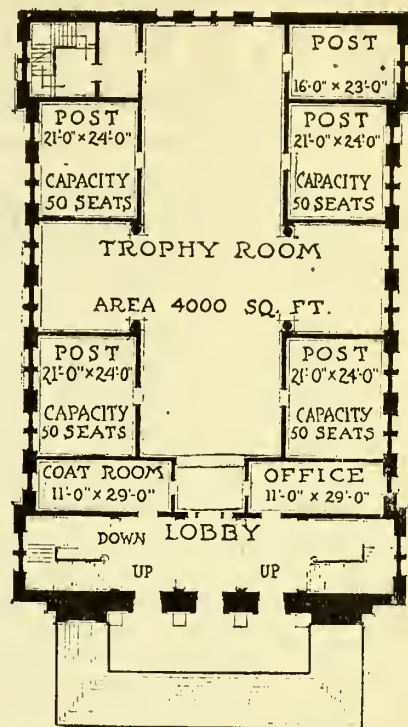 POST
16'-0" × 23'-0"
POST
21'-0" × 24'-0"
CAPACITY
50 SEATS
POST
21'-0" × 24'-0"
CAPACITY
50 SEATS
TROPHY ROOM
AREA 4000 SQ. FT.
POST
21'-0" × 24'-0"
CAPACITY
50 SEATS
POST
21'-0" × 24'-0"
CAPACITY
50 SEATS
COAT ROOM
11'-0" × 29'-0"
OFFICE
11'-0" × 29'-0"
LOBBY
DOWN
UP
UP